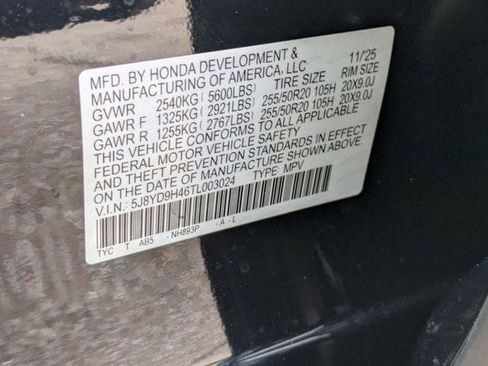 MFD. BY HONDA DEVELOPMENT & 11/25
MANUFACTURING OF AMERICA, LLC
GVWR 2540KG(5600LBS) TIRE SIZE RIM SIZE
GAWR F 1325KG(2921LBS) 255/50R20 105H 20X9.0J
GAWR R 1255KG(2767LBS) 255/50R20 105H 20X9.0J
THIS VEHICLE CONFORMS TO ALL APPLICABLE
FEDERAL MOTOR VEHICLE SAFETY
AND THEFT PREVENTION STANDARDS IN EFFECT
ON THE DATE OF MANUFACTURE SHOWN ABOVE.
V.I.N.: 5J8YD9H46TL003024 TYPE: MPV
TYC T AB5 -NH893P -A -L